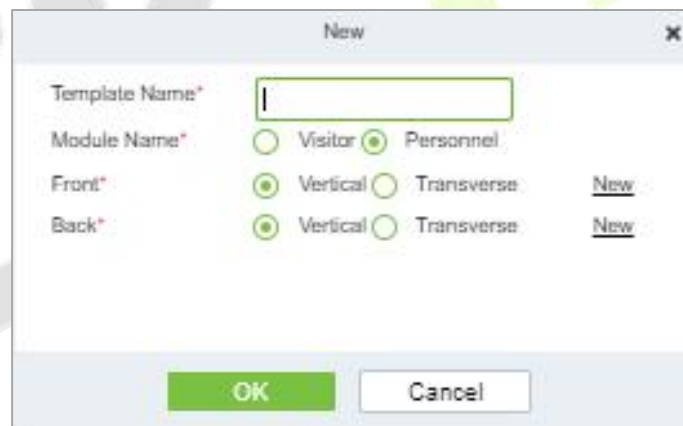 New
Template Name*
Module Name* Visitor Personnel
Front* Vertical Transverse New
Back* Vertical Transverse New
OK Cancel